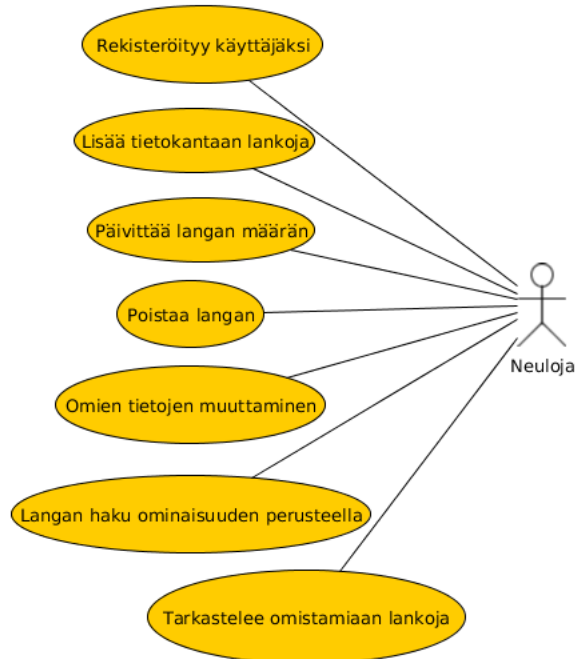 Rekisteröityy käyttäjäksi
Lisää tietokantaan lankoja
Päivittää langan määrän
Poistaa langan
Neuloja
Omien tietojen muuttaminen
Langan haku ominaisuuden perusteella
Tarkastelee omistamiaan lankoja